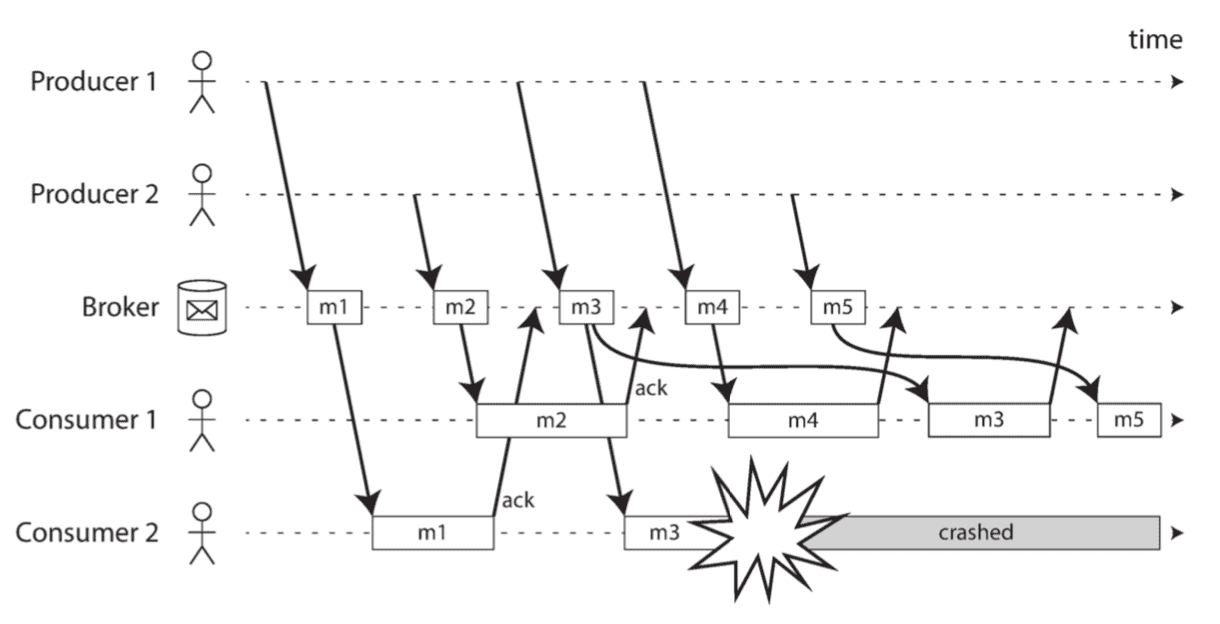 time
Producer 1
Producer 2
Broker
m1
m2
m3
m4
m5
ack
Consumer 1
m2
m4
m3
m5
ack
Consumer 2
m1
m3
crashed